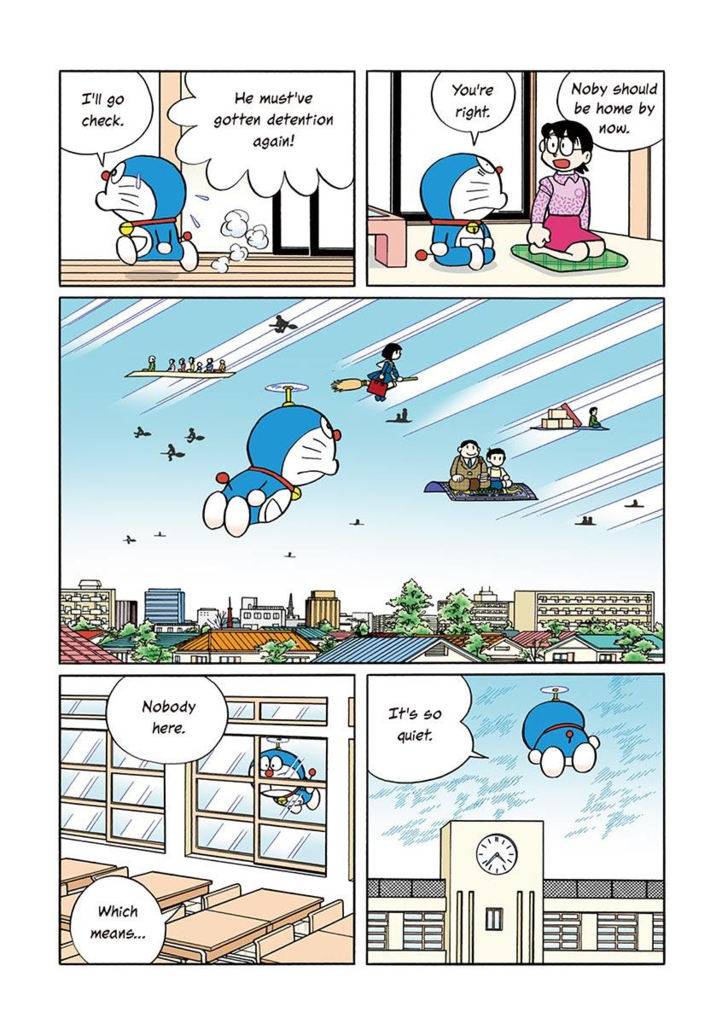 Noby should
be home by
now.
You're
right.
He must've
gotten detention
again!
I'll go
check.
It's so
quiet.
Nobody
here.
Which
means...